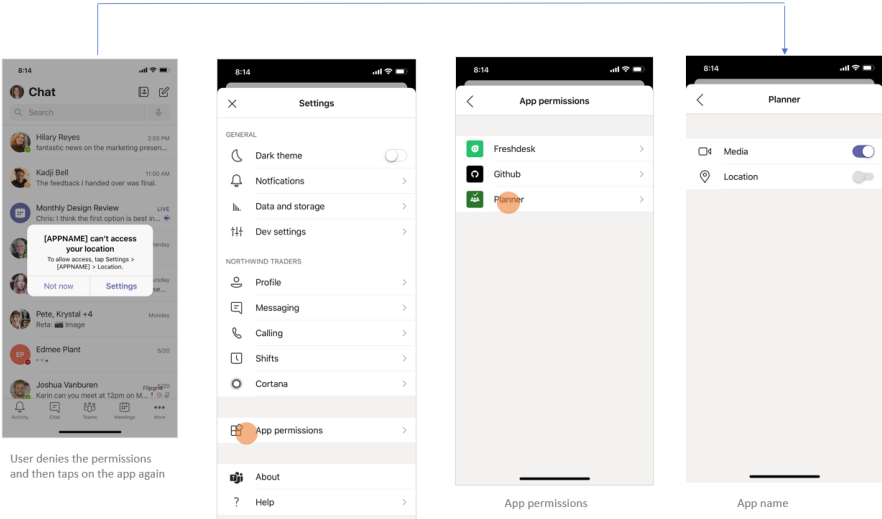 8:14
Chat
Search
Hilary Reyes
2:55 PM
fantastic news on the marketing presen...
Kadji Bell
11:00 AM
The feedback I handed over was final.
Monthly Design Review
LIVE
Chris: I think the first option is best in...
[APPNAME] can't access
your location
To allow access, tap Settings >
[APPNAME] > Location.
Not now
Settings
Pete, Krystal +4
Monday
Reta: Image
EP
Edmee Plant
5/20
Joshua Vanburen
Flipgrid
Karin can you meet at 12pm on M...
Activity
Chat
Teams
Meetings
More
User denies the permissions
and then taps on the app again
8:14
Settings
GENERAL
Dark theme
Notfications
Data and storage
Dev settings
NORTHWIND TRADERS
Profile
Messaging
Calling
Shifts
Cortana
App permissions
About
? Help
8:14
App permissions
Freshdesk
Github
Planner
App permissions
8:14
Planner
Media
Location
App name